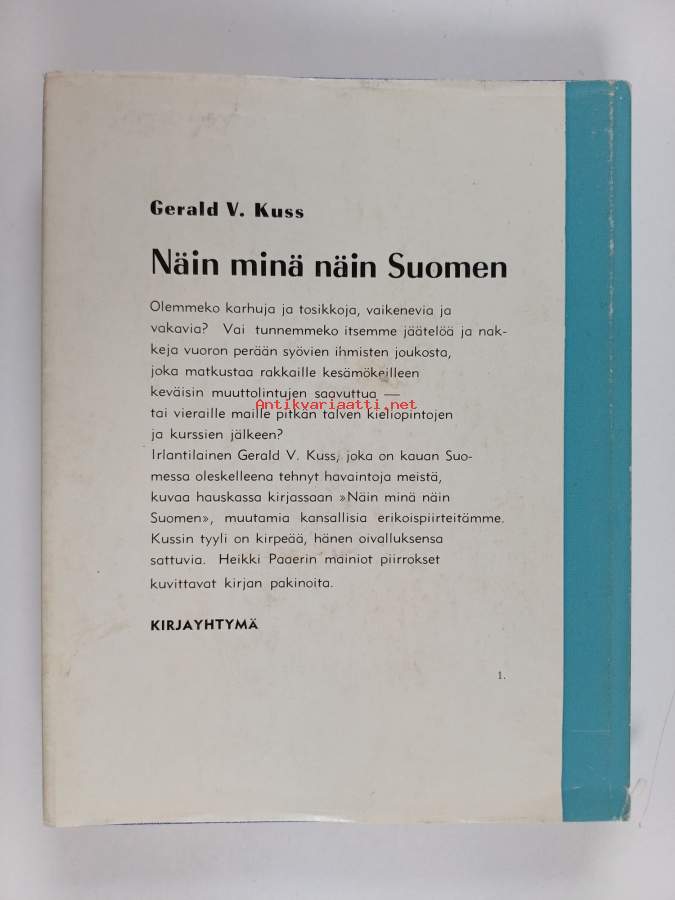 Gerald V. Kuss
Näin minä näin Suomen
Olemmeko karhuja ja tosikkoja, vaikenevia ja
vakavia? Vai tunnemmeko itsemme jäätelöä ja nak-
keja vuoron perään syövien ihmisten joukosta,
joka matkustaa rakkaille kesämökeilleen
keväisin muuttolintujen saavuttua —
Antikvariaatti.net
tai vieraille maille pitkän talven kieliopintojen
ja kurssien jälkeen?
Irlantilainen Gerald V. Kuss, joka on kauan Suo-
messa oleskelleena tehnyt havaintoja meistä,
kuvaa hauskassa kirjassaan »Näin minä näin
Suomen», muutamia kansallisia erikoispiirteitämme.
Kussin tyyli on kirpeää, hänen oivalluksensa
sattuvia. Heikki Paaerin mainiot piirrokset
kuvittavat kirjan pakinoita.
KIRJAYHTYMÄ
1.